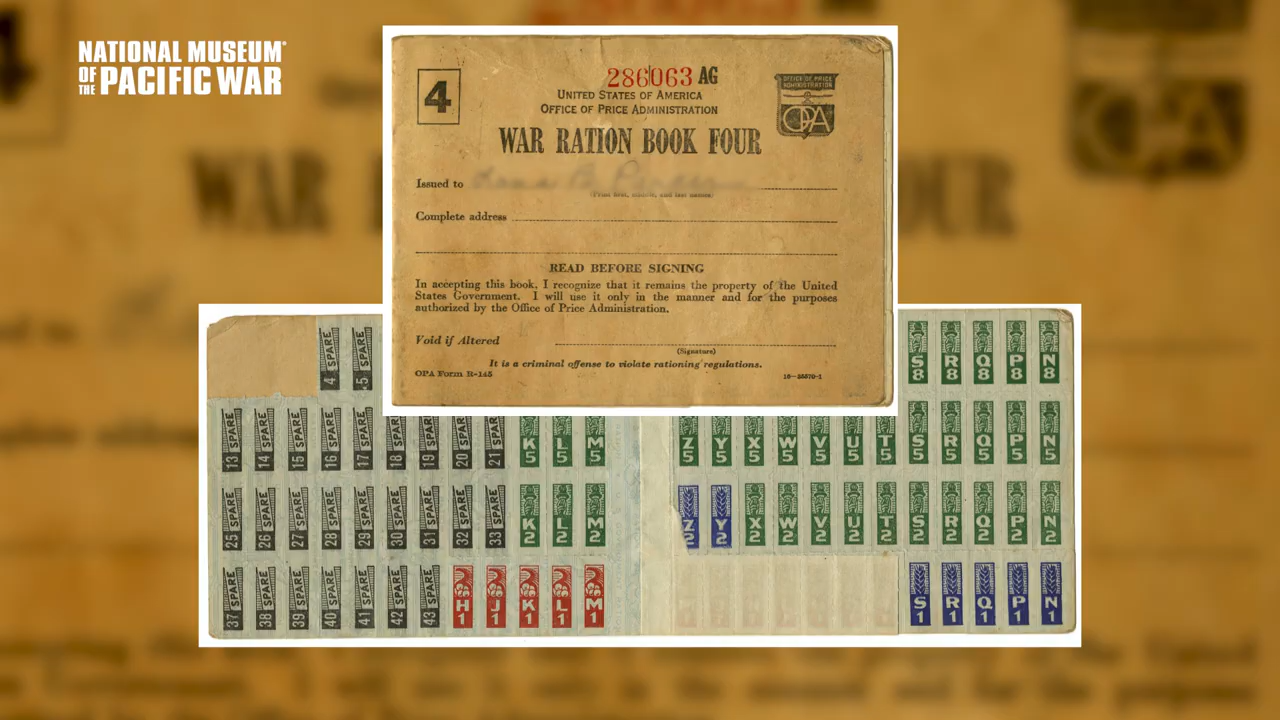 NATIONAL MUSEUM
OF THE PACIFIC WAR
4
286063 AG
UNITED STATES OF AMERICA
OFFICE OF PRICE ADMINISTRATION
OFFICE OF PRICE
ADMINISTRATION
OPA
WAR RATION BOOK FOUR
Issued to
(Print first, middle, and last names)
Complete address
READ BEFORE SIGNING
In accepting this book, I recognize that it remains the property of the United
States Government. I will use it only in the manner and for the purposes
authorized by the Office of Price Administration.
Void if Altered
(Signature)
It is a criminal offense to violate rationing regulations.
OPA Form R-145
16—35570-1
4 SPARE 5 SPARE
S8 R8 Q8 P8 N8
13 SPARE 14 SPARE 15 SPARE 16 SPARE 17 SPARE 18 SPARE 19 SPARE 20 SPARE 21 SPARE K5 L5 M5
Z5 Y5 X5 W5 V5 U5 T5 S5 R5 Q5 P5 N5
25 SPARE 26 SPARE 27 SPARE 28 SPARE 29 SPARE 30 SPARE 31 SPARE 32 SPARE 33 SPARE K2 L2 M2
Z2 Y2 X2 W2 V2 U2 T2 S2 R2 Q2 P2 N2
37 SPARE 38 SPARE 39 SPARE 40 SPARE 41 SPARE 42 SPARE 43 SPARE H1 J1 K1 L1 M1
S1 R1 Q1 P1 N1